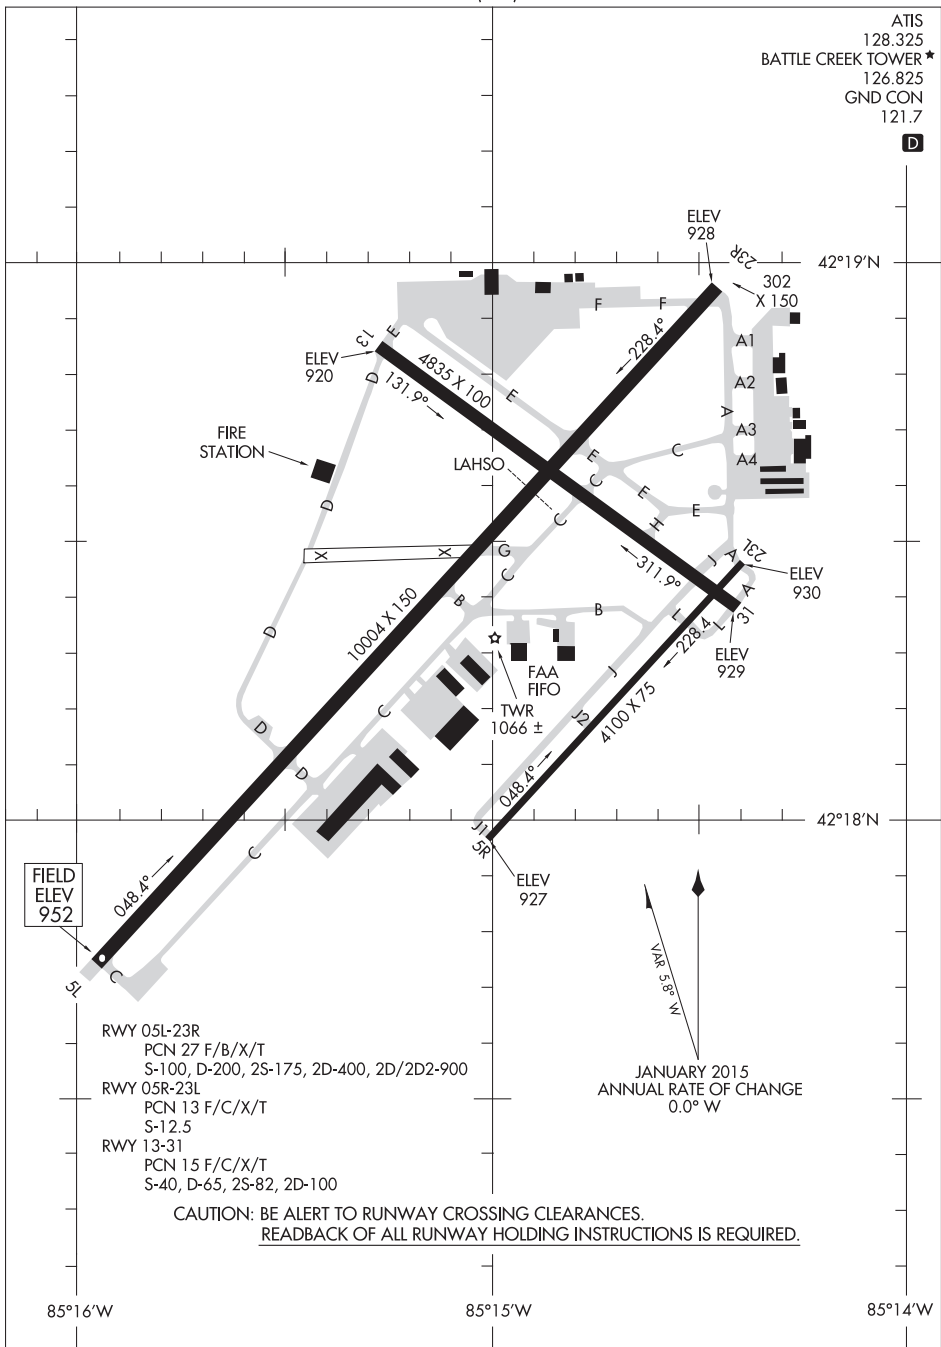 ATIS
128.325
BATTLE CREEK TOWER ★
126.825
GND CON
121.7
D
ELEV
928
23R
42°19'N
302
X 150
F
F
228.4°
A1
13
E
ELEV
920
4835 X 100
D
131.9°
E
A2
A
FIRE
STATION
A3
C
LAHSO
E
A4
C
E
D
C
H
E
X
X
G
311.9°
J
A
23L
C
ELEV
930
D
B
B
L
A
L
31
10004 X 150
228.4
ELEV
929
FAA
FIFO
J
TWR
1066 ±
C
J2
4100 X 75
D
D
048.4°
42°18'N
J1
5R
C
ELEV
927
FIELD
ELEV
952
048.4°
C
5L
VAR 5.8° W
RWY 05L-23R
PCN 27 F/B/X/T
S-100, D-200, 2S-175, 2D-400, 2D/2D2-900
RWY 05R-23L
PCN 13 F/C/X/T
S-12.5
RWY 13-31
PCN 15 F/C/X/T
S-40, D-65, 2S-82, 2D-100
JANUARY 2015
ANNUAL RATE OF CHANGE
0.0° W
CAUTION: BE ALERT TO RUNWAY CROSSING CLEARANCES.
READBACK OF ALL RUNWAY HOLDING INSTRUCTIONS IS REQUIRED.
85°16'W
85°15'W
85°14'W